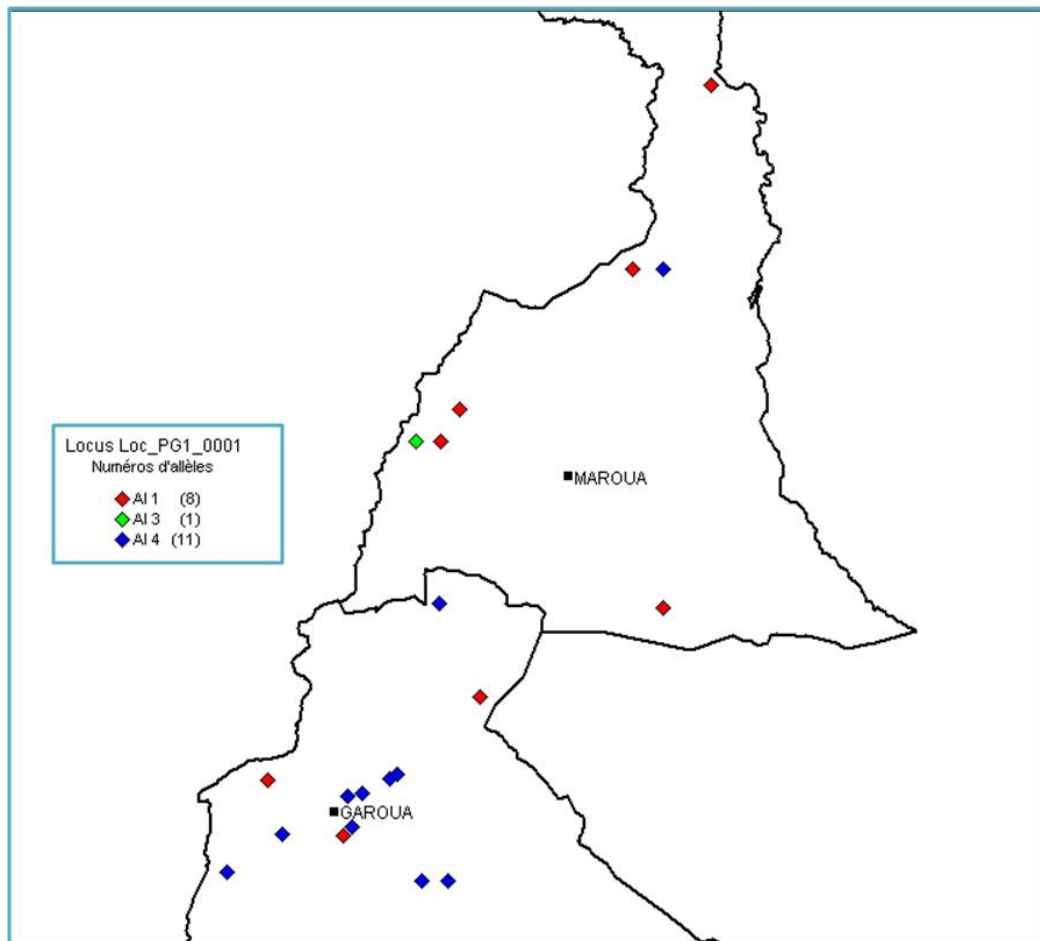 Locus Loc_PG1_0001
Numéros d'allèles
Al 1 (8)
Al 3 (1)
Al 4 (11)
MAROUA
GAROUA